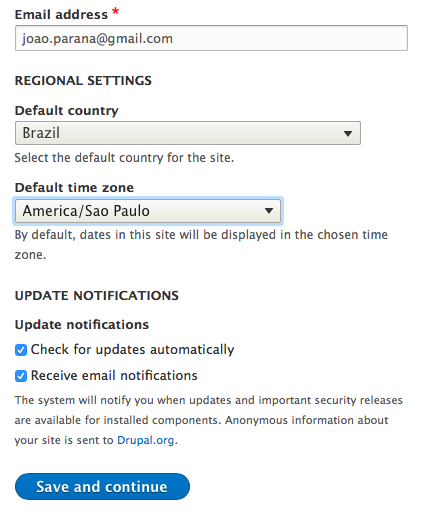 Email address *
joao.parana@gmail.com
REGIONAL SETTINGS
Default country
Brazil
Select the default country for the site.
Default time zone
America/Sao Paulo
By default, dates in this site will be displayed in the chosen time
zone.
UPDATE NOTIFICATIONS
Update notifications
Check for updates automatically
Receive email notifications
The system will notify you when updates and important security releases
are available for installed components. Anonymous information about
your site is sent to Drupal.org.
Save and continue